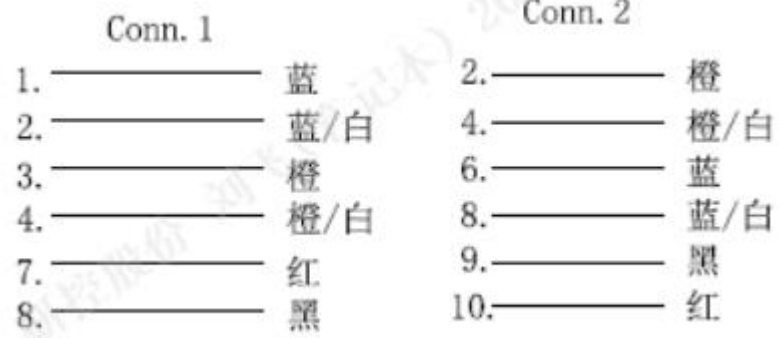 Conn. 1
1. 蓝
2. 蓝/白
3. 橙
4. 橙/白
7. 红
8. 黑
Conn. 2
2. 橙
4. 橙/白
6. 蓝
8. 蓝/白
9. 黑
10. 红